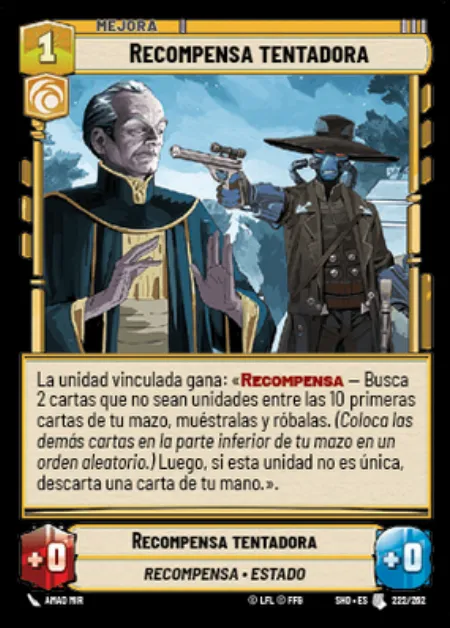 MEJORA
1
RECOMPENSA TENTADORA
La unidad vinculada gana: «RECOMPENSA — Busca
2 cartas que no sean unidades entre las 10 primeras
cartas de tu mazo, muéstralas y róbalas. (Coloca las
demás cartas en la parte inferior de tu mazo en un
orden aleatorio.) Luego, si esta unidad no es única,
descarta una carta de tu mano.».
+0
RECOMPENSA TENTADORA
RECOMPENSA • ESTADO
+0
AMAD MIR
© LFL © FFG
SHD • ES
222/262